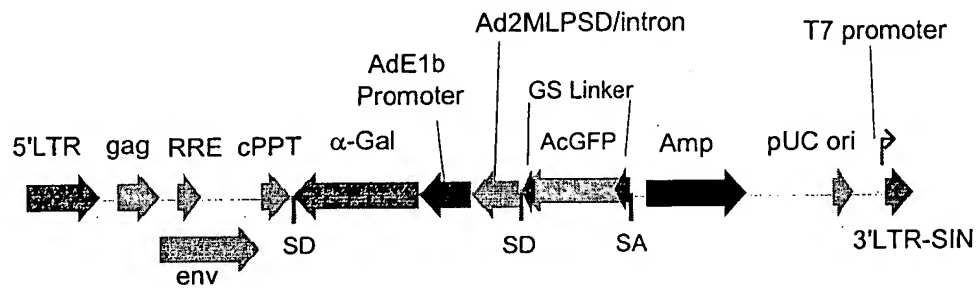 Ad2MLPSD/intron
T7 promoter
AdE1b
Promoter
GS Linker
5'LTR gag RRE cPPT α-Gal AcGFP Amp pUC ori
SD SD SA 3'LTR-SIN
env